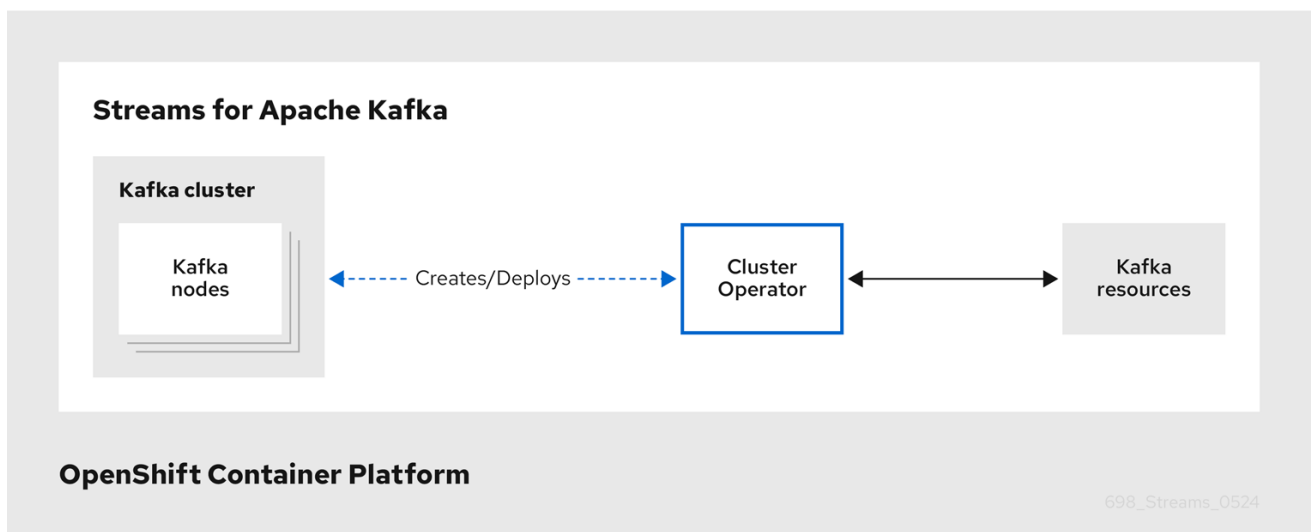 Streams for Apache Kafka
Kafka cluster
Kafka
nodes
Creates/Deploys
Cluster
Operator
Kafka
resources
OpenShift Container Platform
698_Streams_0524